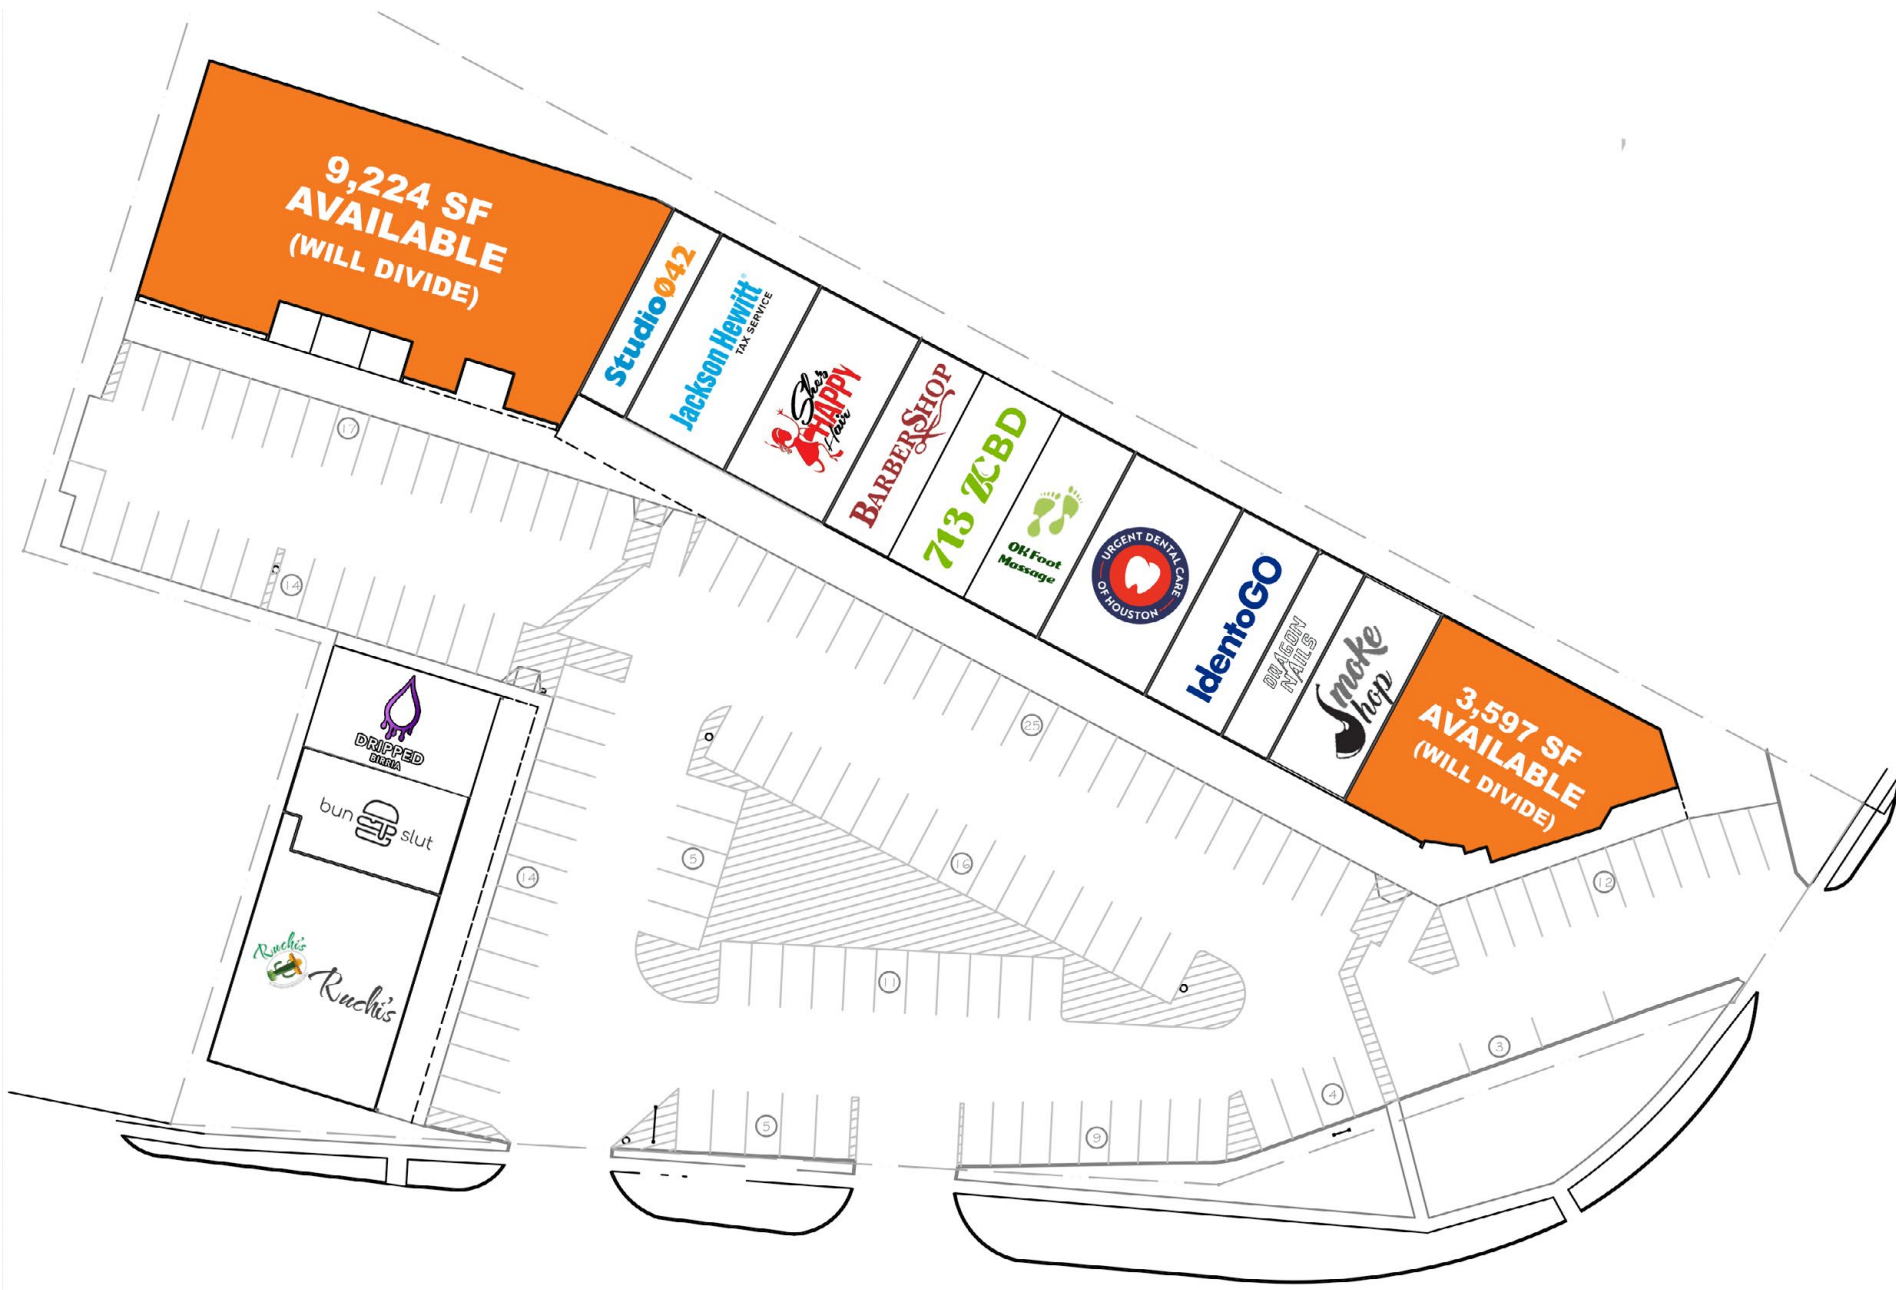 9,224 SF
AVAILABLE
(WILL DIVIDE)
Studio042
Jackson Hewitt®
TAX SERVICE
She's
HAPPY
Hair
BARBERSHOP
713 ZCBD
OK Foot
Massage
URGENT DENTAL CARE
OF HOUSTON
IdentoGO
DRAGON
NAILS
Smoke
Shop
3,597 SF
AVAILABLE
(WILL DIVIDE)
17
14
25
DRIPPED
BIRRIA
bun slut
14
5
16
12
Ruchi's
Ruchi's
11
3
4
5
9